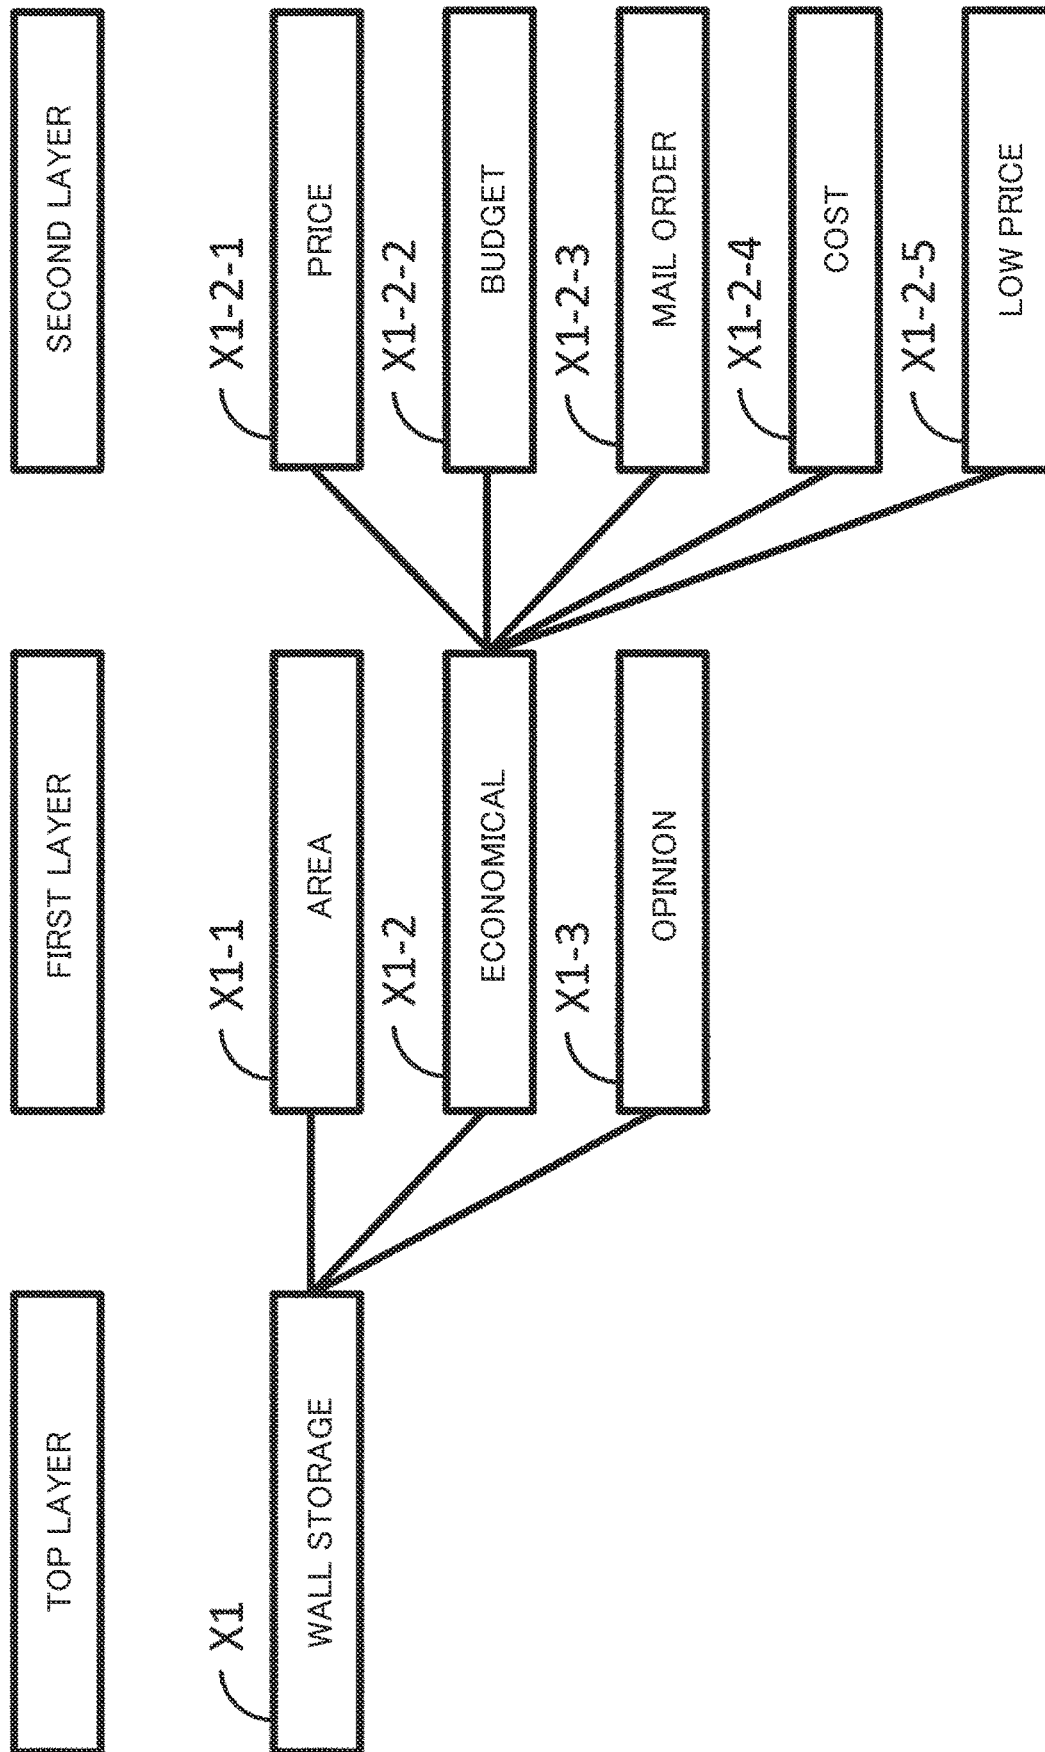 TOP LAYER
FIRST LAYER
SECOND LAYER
X1
WALL STORAGE
X1-1
AREA
X1-2
ECONOMICAL
X1-3
OPINION
X1-2-1
PRICE
X1-2-2
BUDGET
X1-2-3
MAIL ORDER
X1-2-4
COST
X1-2-5
LOW PRICE